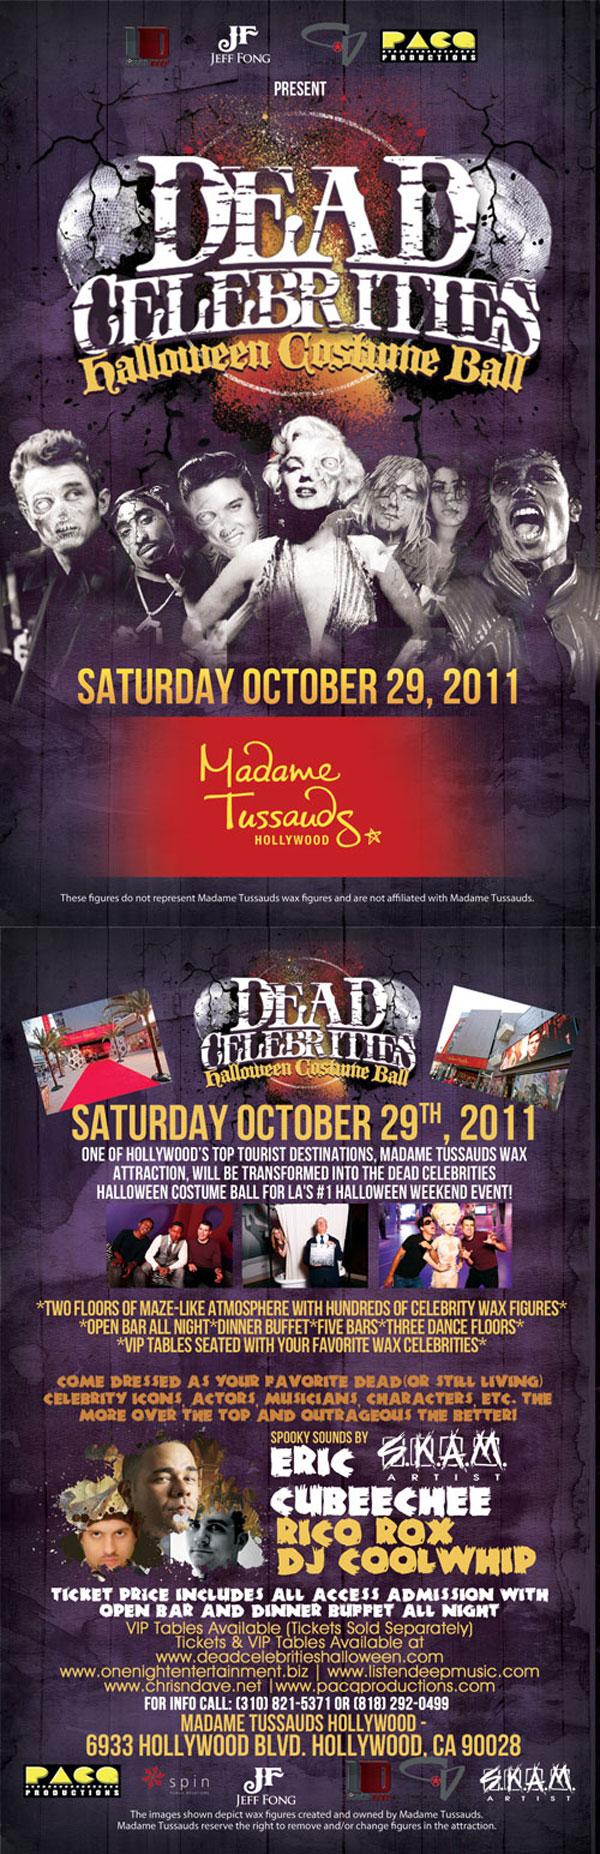 JF
JEFF FONG
PACQ
PRODUCTIONS
PRESENT
DEAD
CELEBRITIES
Halloween Costume Ball
SATURDAY OCTOBER 29, 2011
Madame
Tussauds
HOLLYWOOD
These figures do not represent Madame Tussauds wax figures and are not affiliated with Madame Tussauds.
DEAD
CELEBRITIES
Halloween Costume Ball
SATURDAY OCTOBER 29TH, 2011
ONE OF HOLLYWOOD'S TOP TOURIST DESTINATIONS, MADAME TUSSAUDS WAX
ATTRACTION, WILL BE TRANSFORMED INTO THE DEAD CELEBRITIES
HALLOWEEN COSTUME BALL FOR LA'S #1 HALLOWEEN WEEKEND EVENT!
*TWO FLOORS OF MAZE-LIKE ATMOSPHERE WITH HUNDREDS OF CELEBRITY WAX FIGURES*
*OPEN BAR ALL NIGHT*DINNER BUFFET*FIVE BARS*THREE DANCE FLOORS*
*VIP TABLES SEATED WITH YOUR FAVORITE WAX CELEBRITIES*
COME DRESSED AS YOUR FAVORITE DEAD(OR STILL LIVING)
CELEBRITY ICONS, ACTORS, MUSICIANS, CHARACTERS, ETC. THE
MORE OVER THE TOP AND OUTRAGEOUS THE BETTER!
SPOOKY SOUNDS BY
ERIC S.K.A.M.
ARTIST
CUBEECHEE
RICO ROX
DJ COOLWHIP
TICKET PRICE INCLUDES ALL ACCESS ADMISSION WITH
OPEN BAR AND DINNER BUFFET ALL NIGHT
VIP Tables Available (Tickets Sold Separately)
Tickets & VIP Tables Available at
www.deadcelebritieshalloween.com
www.onenightentertainment.biz | www.listendeepmusic.com
www.chrisndave.net |www.pacqproductions.com
FOR INFO CALL: (310) 821-5371 OR (818) 292-0499
MADAME TUSSAUDS HOLLYWOOD -
6933 HOLLYWOOD BLVD. HOLLYWOOD, CA 90028
PACQ
PRODUCTIONS
spin
PUBLIC RELATIONS
JF
JEFF FONG
S.K.A.M.
ARTIST
The images shown depict wax figures created and owned by Madame Tussauds.
Madame Tussauds reserve the right to remove and/or change figures in the attraction.